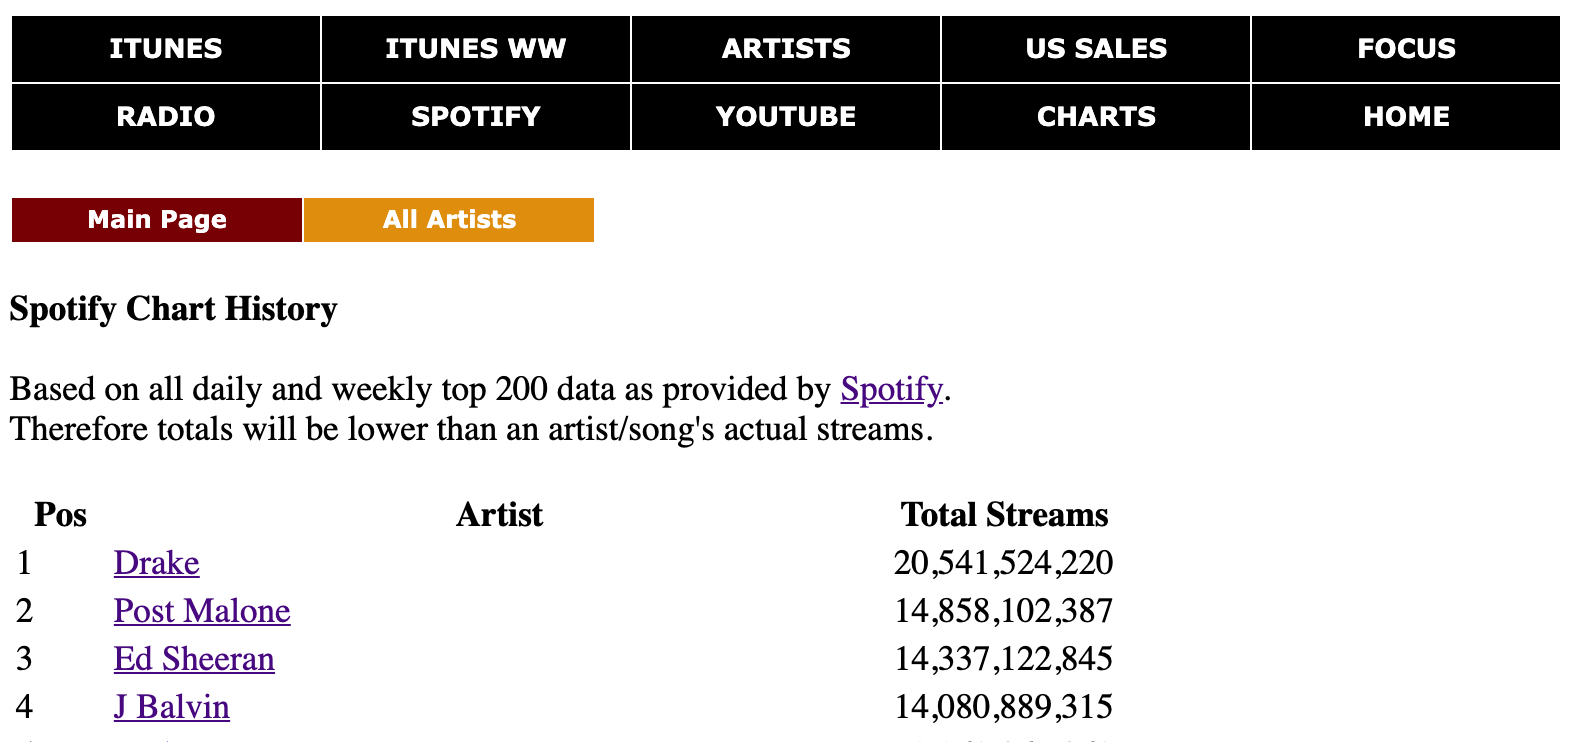 ITUNES ITUNES WW ARTISTS US SALES FOCUS
RADIO SPOTIFY YOUTUBE CHARTS HOME
Main Page All Artists
Spotify Chart History
Based on all daily and weekly top 200 data as provided by Spotify.
Therefore totals will be lower than an artist/song's actual streams.
Pos Artist Total Streams
1 Drake 20,541,524,220
2 Post Malone 14,858,102,387
3 Ed Sheeran 14,337,122,845
4 J Balvin 14,080,889,315